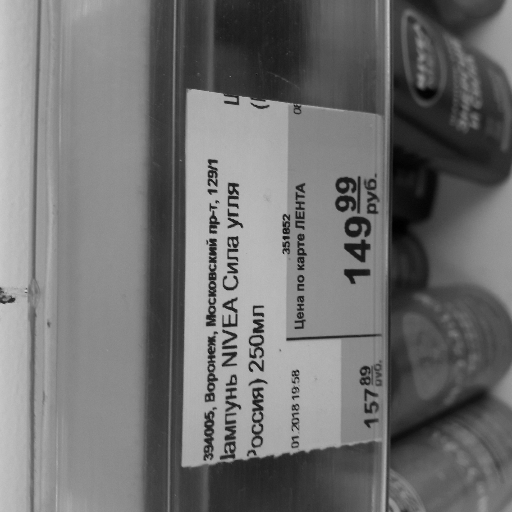 394005, Воронеж, Московский пр-т, 129/1
Шампунь NIVEA Сила угля
(Россия) 250мл
351852
Цена по карте ЛЕНТА
149 99
руб.
01.2018 19:58
157 89
руб.
NIVEA